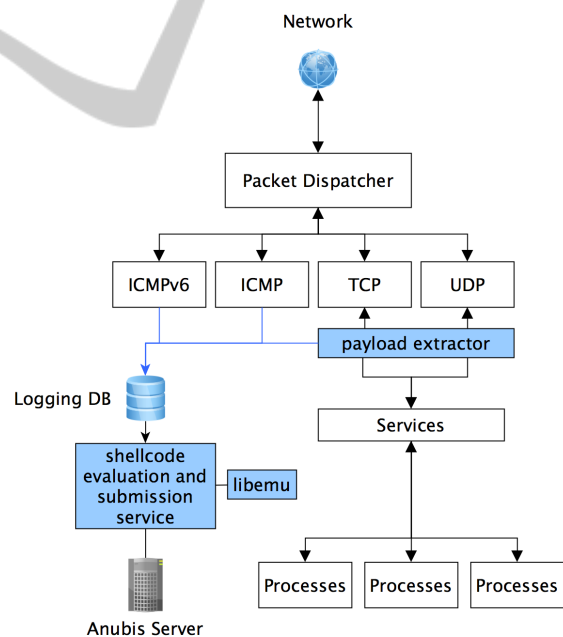 Network
Packet Dispatcher
ICMPv6
ICMP
TCP
UDP
payload extractor
Logging DB
Services
shellcode
evaluation and
submission
service
libemu
Processes
Processes
Processes
Anubis Server